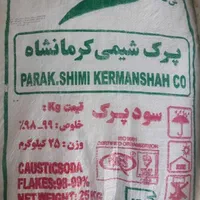 پرک شیمی کرمانشاه
PARAK.SHIMI KERMANSHAH CO
سود پرک
قیمت Kg:
خلوص: ۹۹ - ۹۸٪
وزن: ۲۵ کیلوگرم
CAUSTICSODA
FLAKES:98-99%
NET.WEIGHT: 25KG